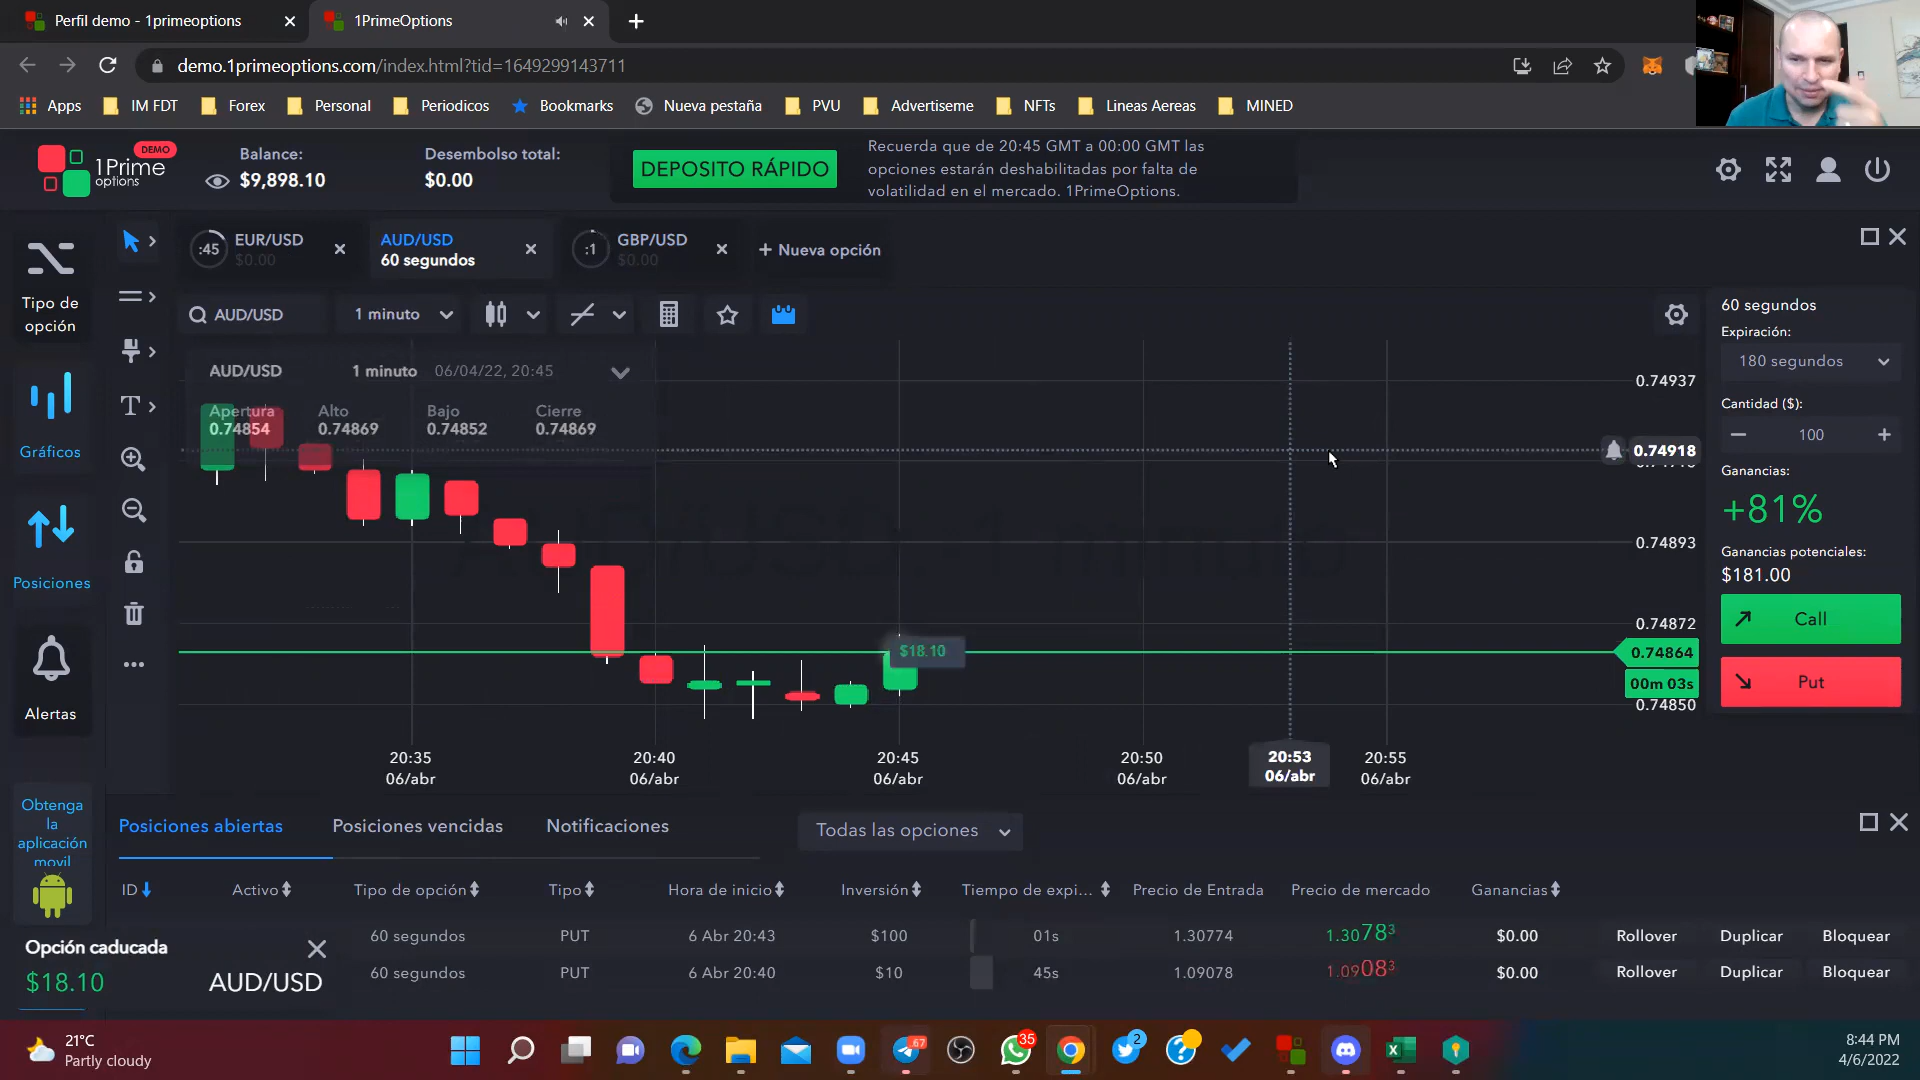 Perfil demo - 1primeoptions
1PrimeOptions
demo.1primeoptions.com/index.html?tid=1649299143711
Apps
IM FDT
Forex
Personal
Periodicos
Bookmarks
Nueva pestaña
PVU
Advertiseme
NFTs
Lineas Aereas
MINED
1Prime
options
DEMO
Balance:
$9,898.10
Desembolso total:
$0.00
DEPOSITO RÁPIDO
Recuerda que de 20:45 GMT a 00:00 GMT las
opciones estarán deshabilitadas por falta de
volatilidad en el mercado. 1PrimeOptions.
Tipo de
opción
Gráficos
Posiciones
Alertas
Obtenga
la
aplicación
movil
:45
EUR/USD
$0.00
AUD/USD
60 segundos
:1
GBP/USD
$0.00
+ Nueva opción
AUD/USD
1 minuto
AUD/USD
1 minuto
06/04/22, 20:45
Apertura
Alto
Bajo
Cierre
0.74854
0.74869
0.74852
0.74869
0.74937
0.74918
0.74893
0.74872
0.74864
00m 03s
0.74850
$18.10
20:35
06/abr
20:40
06/abr
20:45
06/abr
20:50
06/abr
20:53
06/abr
20:55
06/abr
60 segundos
Expiración:
180 segundos
Cantidad ($):
100
Ganancias:
+81%
Ganancias potenciales:
$181.00
Call
Put
Posiciones abiertas
Posiciones vencidas
Notificaciones
Todas las opciones
ID
Activo
Tipo de opción
Tipo
Hora de inicio
Inversión
Tiempo de expi...
Precio de Entrada
Precio de mercado
Ganancias
60 segundos
PUT
6 Abr 20:43
$100
01s
1.30774
1.30783
$0.00
Rollover
Duplicar
Bloquear
60 segundos
PUT
6 Abr 20:40
$10
45s
1.09078
1.09083
$0.00
Rollover
Duplicar
Bloquear
Opción caducada
$18.10
AUD/USD
21°C
Partly cloudy
67
35
2
8:44 PM
4/6/2022